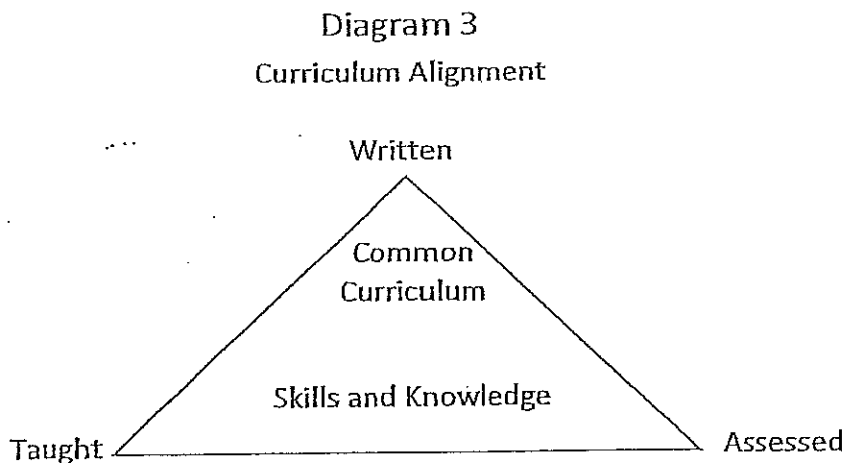 Diagram 3
Curriculum Alignment
Written
Common
Curriculum
Skills and Knowledge
Taught
Assessed